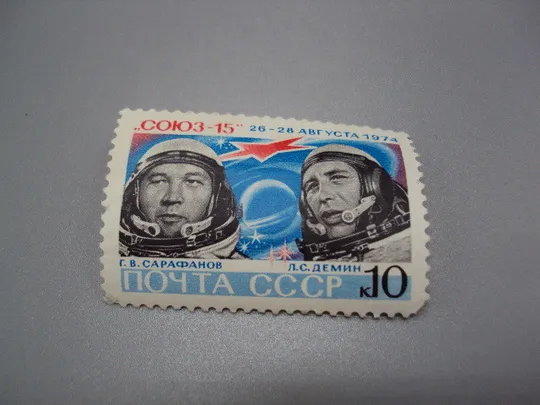 „СОЮЗ-15“ 26-28 АВГУСТА 1974
Г. В. САРАФАНОВ Л. С. ДЕМИН
ПОЧТА СССР к10